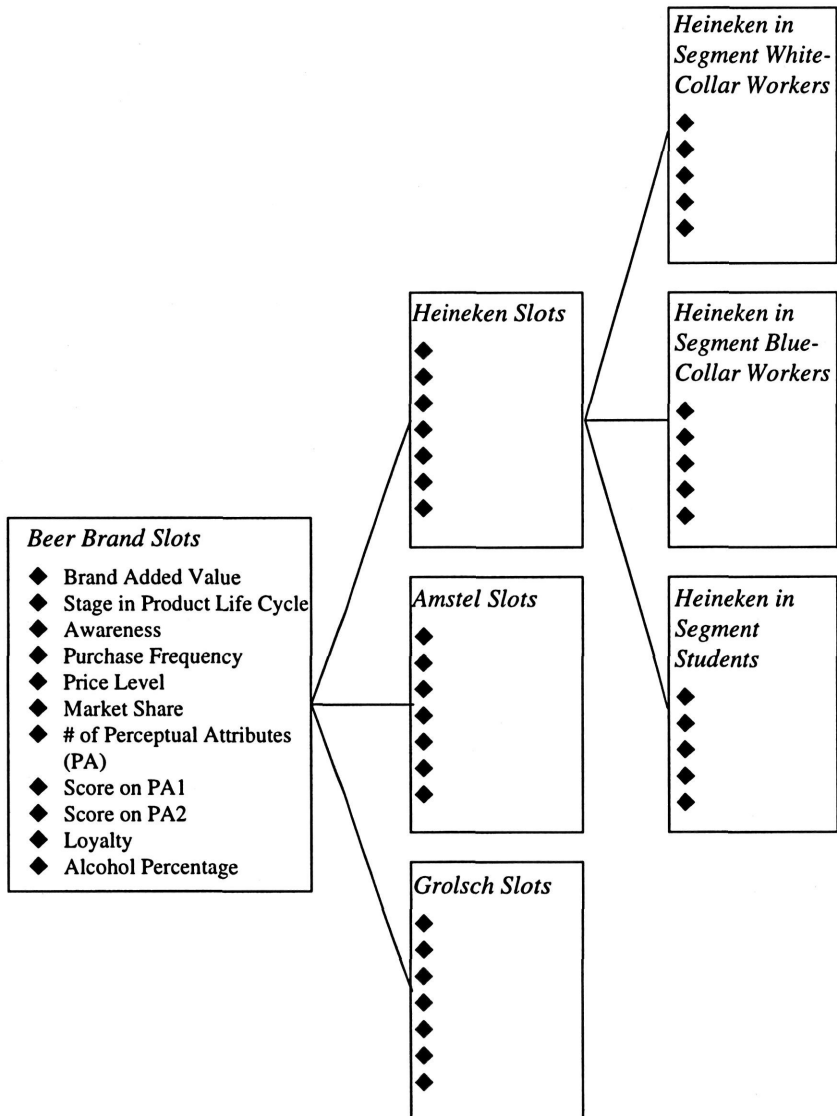 Beer Brand Slots
◆ Brand Added Value
◆ Stage in Product Life Cycle
◆ Awareness
◆ Purchase Frequency
◆ Price Level
◆ Market Share
◆ # of Perceptual Attributes
(PA)
◆ Score on PA1
◆ Score on PA2
◆ Loyalty
◆ Alcohol Percentage
Heineken Slots
◆
◆
◆
◆
◆
◆
◆
Amstel Slots
◆
◆
◆
◆
◆
◆
◆
Grolsch Slots
◆
◆
◆
◆
◆
◆
◆
Heineken in
Segment White-
Collar Workers
◆
◆
◆
◆
◆
Heineken in
Segment Blue-
Collar Workers
◆
◆
◆
◆
◆
Heineken in
Segment
Students
◆
◆
◆
◆
◆